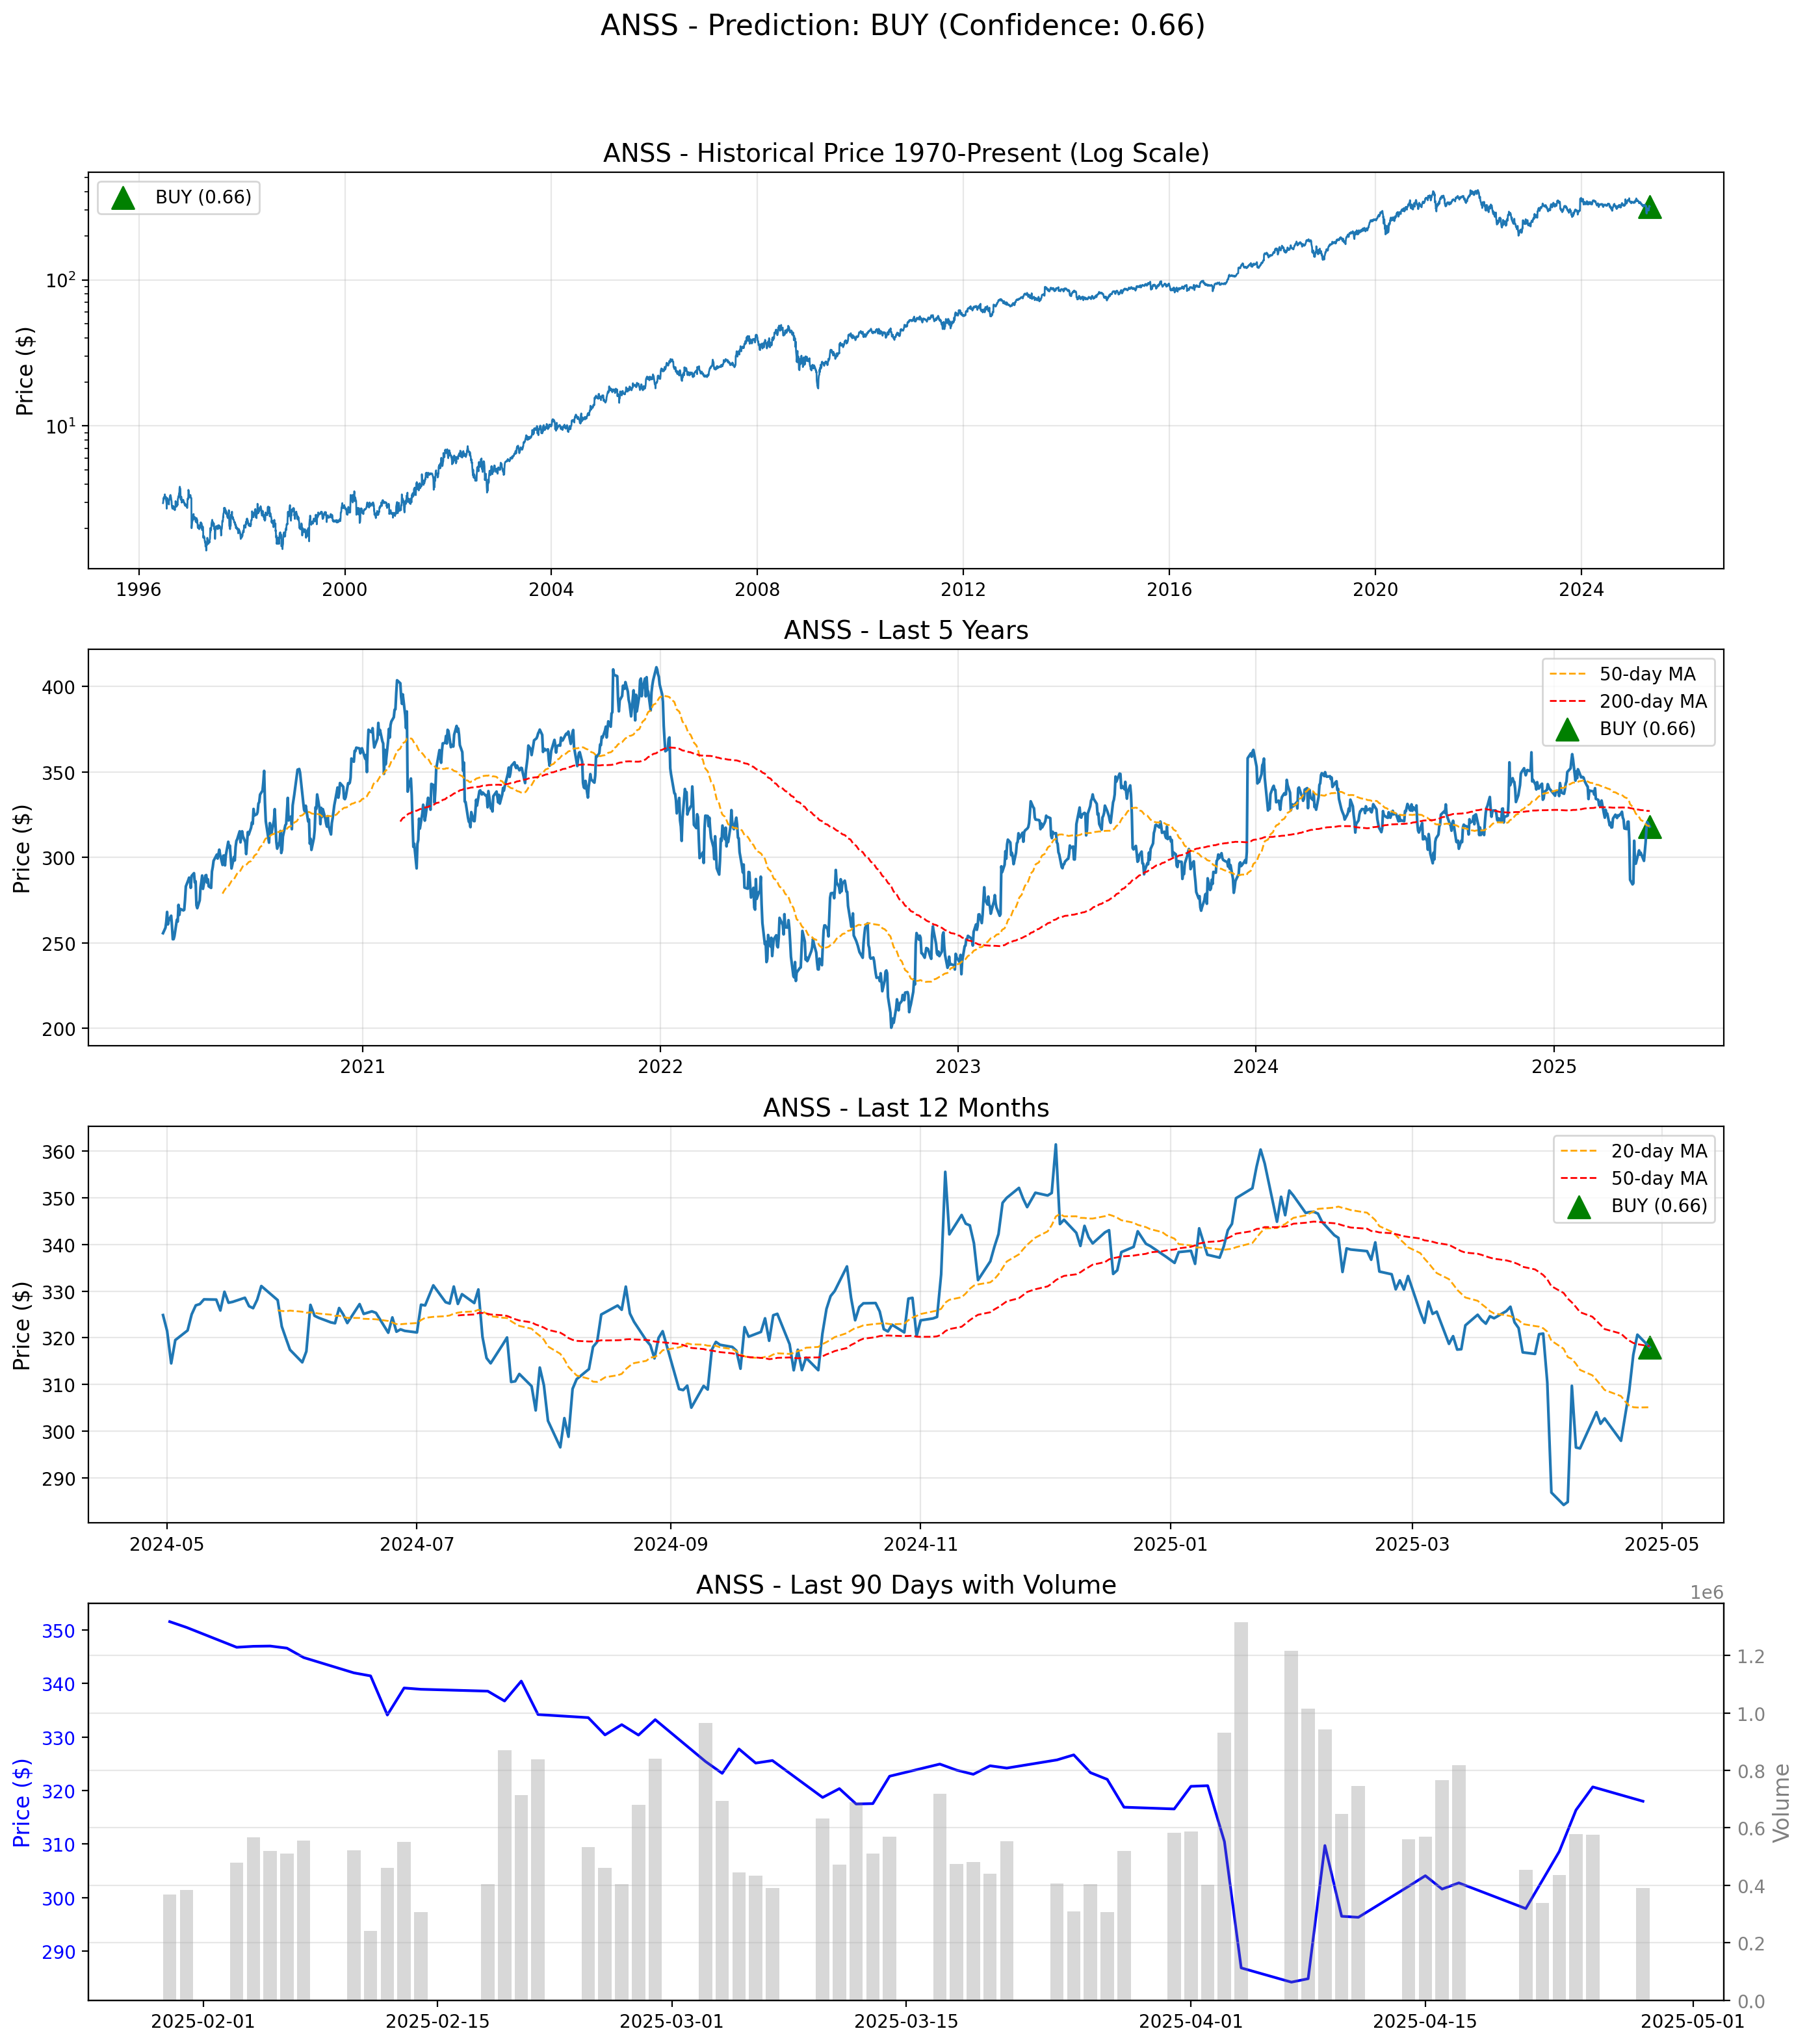 ANSS - Prediction: BUY (Confidence: 0.66)
ANSS - Historical Price 1970-Present (Log Scale)
BUY (0.66)
Price ($)
10²
10¹
1996 2000 2004 2008 2012 2016 2020 2024
ANSS - Last 5 Years
50-day MA
200-day MA
BUY (0.66)
Price ($)
400
350
300
250
200
2021 2022 2023 2024 2025
ANSS - Last 12 Months
20-day MA
50-day MA
BUY (0.66)
Price ($)
360
350
340
330
320
310
300
290
2024-05 2024-07 2024-09 2024-11 2025-01 2025-03 2025-05
ANSS - Last 90 Days with Volume
1e6
Price ($)
350
340
330
320
310
300
290
1.2
1.0
0.8
0.6
0.4
0.2
0.0
Volume
2025-02-01 2025-02-15 2025-03-01 2025-03-15 2025-04-01 2025-04-15 2025-05-01